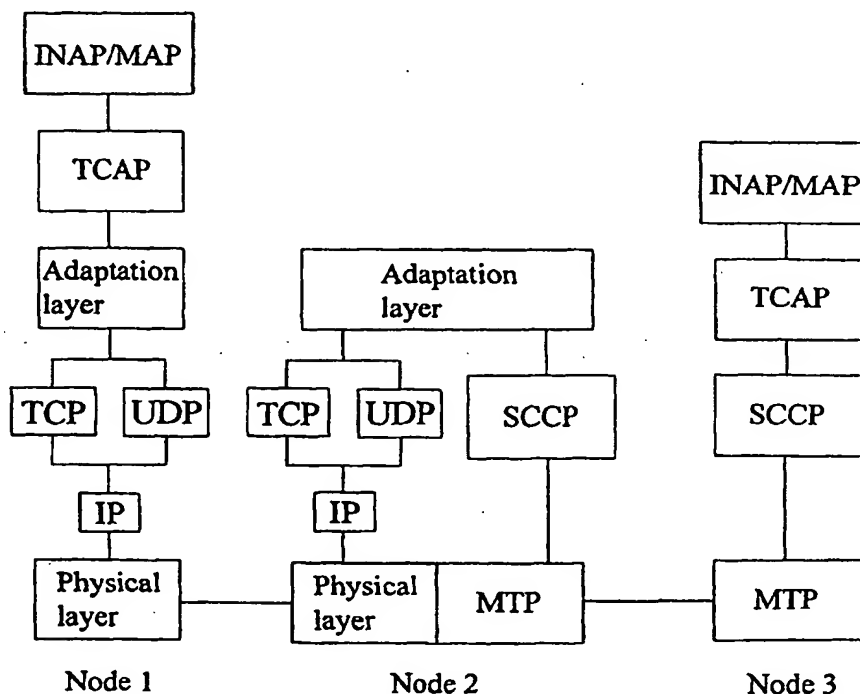 INAP/MAP
TCAP
Adaptation
layer
TCP
UDP
IP
Physical
layer
Node 1
Adaptation
layer
TCP
UDP
SCCP
IP
Physical
layer
MTP
Node 2
INAP/MAP
TCAP
SCCP
MTP
Node 3